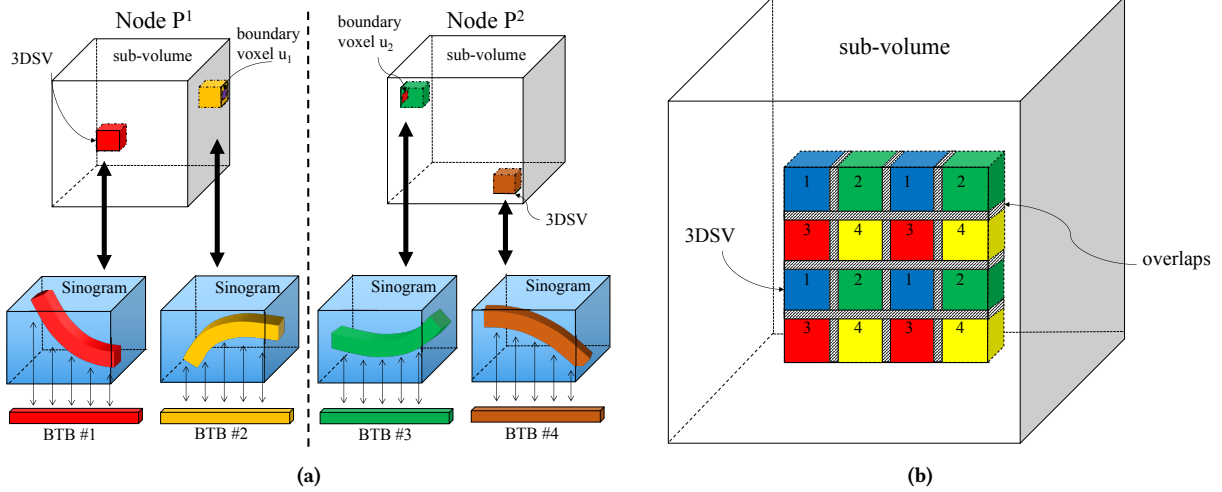 Node P¹
Node P²
3DSV
sub-volume
boundary
voxel u₁
boundary
voxel u₂
sub-volume
3DSV
Sinogram
Sinogram
Sinogram
Sinogram
BTB #1
BTB #2
BTB #3
BTB #4
(a)
sub-volume
1 2 1 2
3 4 3 4
1 2 1 2
3 4 3 4
3DSV
overlaps
(b)